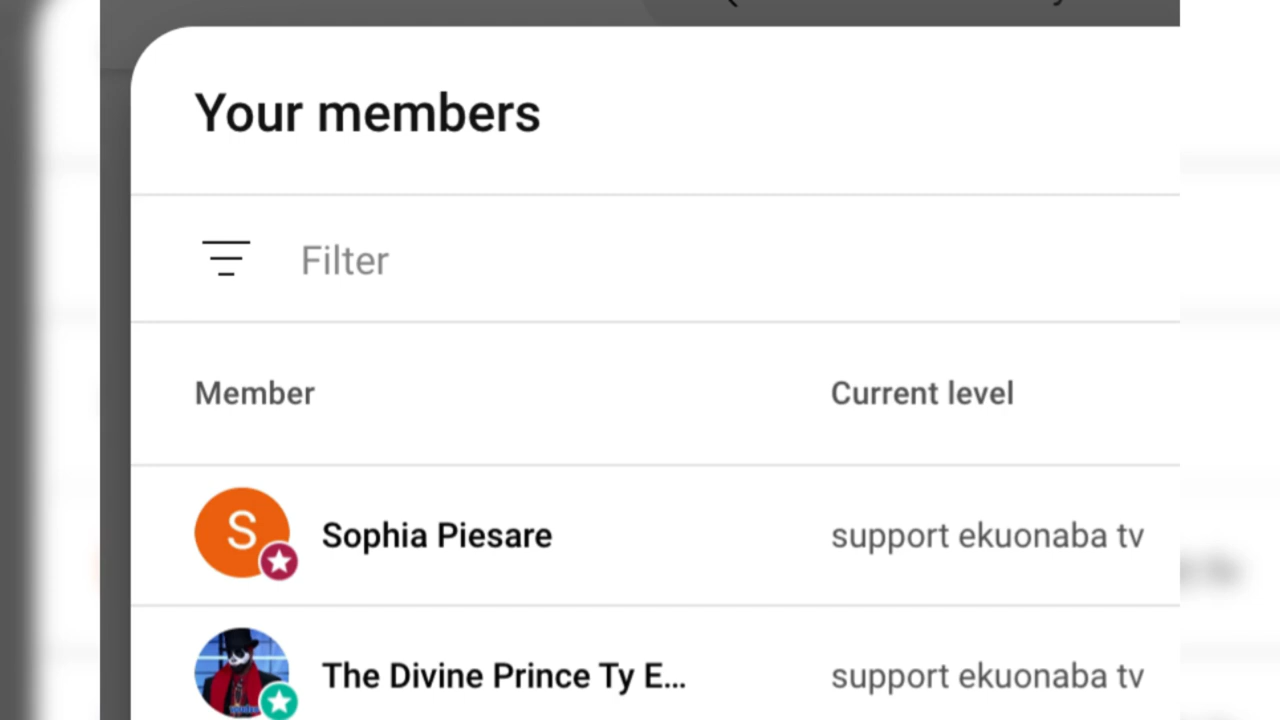 Your members
Filter
Member Current level
S Sophia Piesare support ekuonaba tv
The Divine Prince Ty E... support ekuonaba tv